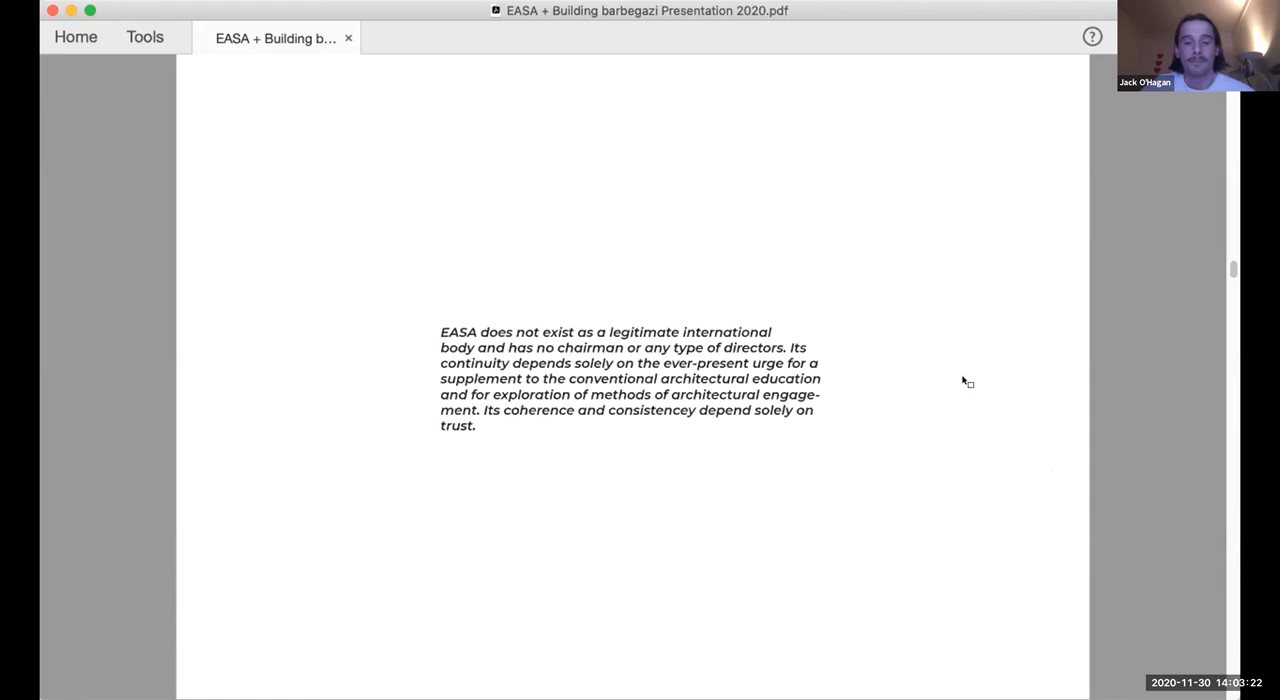 EASA + Building barbegazi Presentation 2020.pdf
Home Tools EASA + Building b... × ?
Jack O'Hagan
EASA does not exist as a legitimate international
body and has no chairman or any type of directors. Its
continuity depends solely on the ever-present urge for a
supplement to the conventional architectural education
and for exploration of methods of architectural engage-
ment. Its coherence and consistencey depend solely on
trust.
2020-11-30 14:03:22